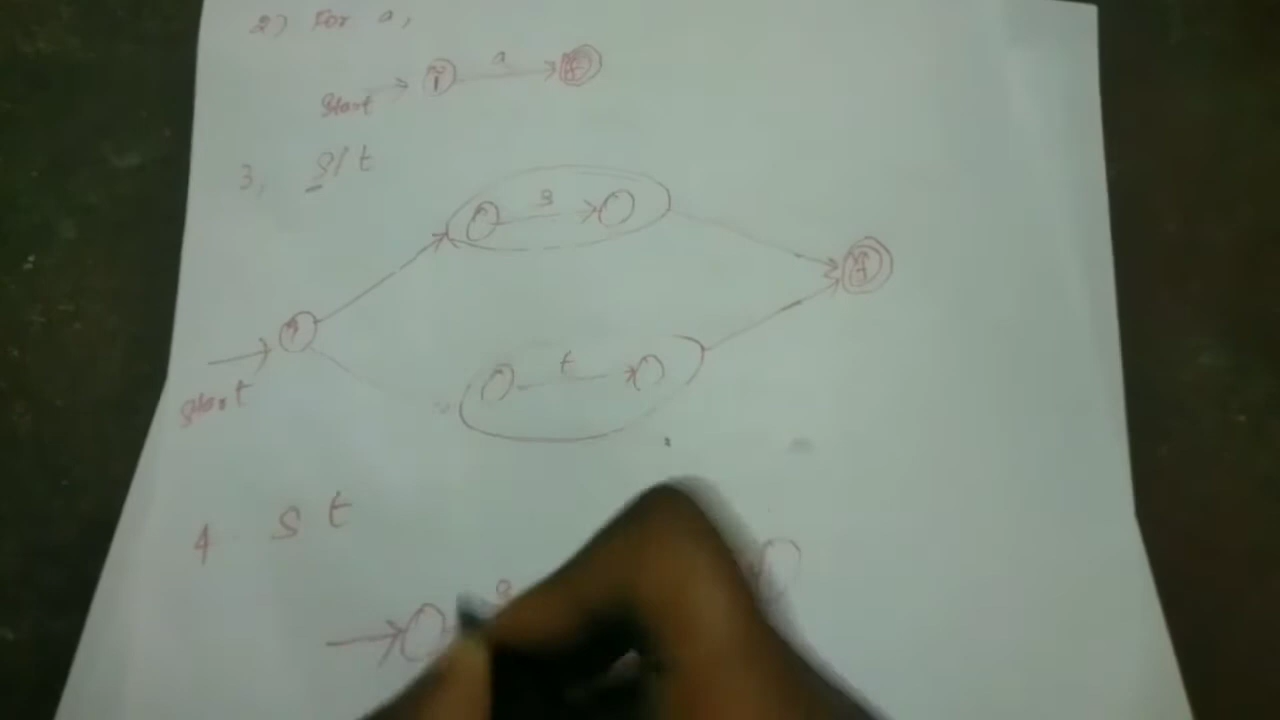 2) For a,
a
Start i f
3, s/t
s
i f
t
Start
4 s t
s